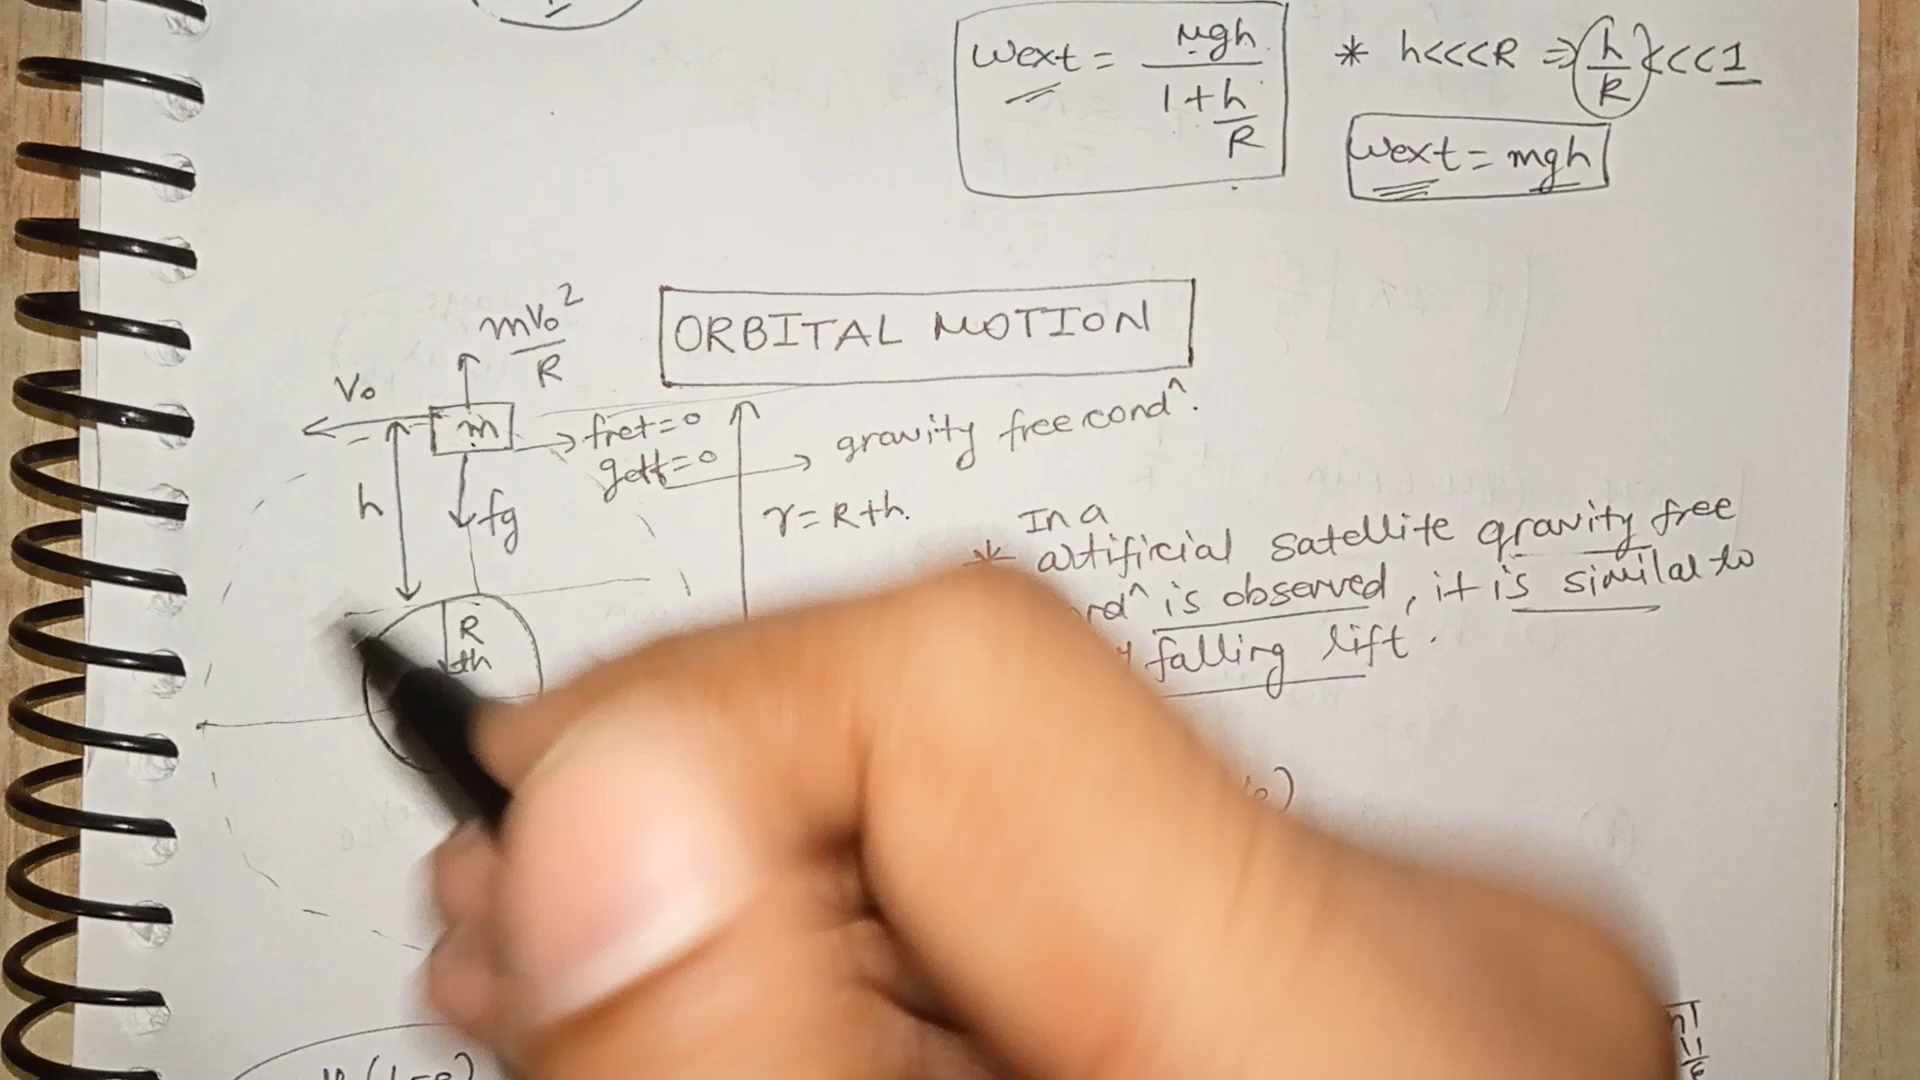 Wext = mgh / 1+h/R
* h<<<R ⇒ (h/R)<<<1
Wext = mgh
ORBITAL MOTION
mv₀²/R
v₀
m
fnet=0
geff=0
gravity free cond^.
h
fg
r=R+h.
R
th
In a
* artificial satellite gravity free
is observed, it is similar to
falling lift.